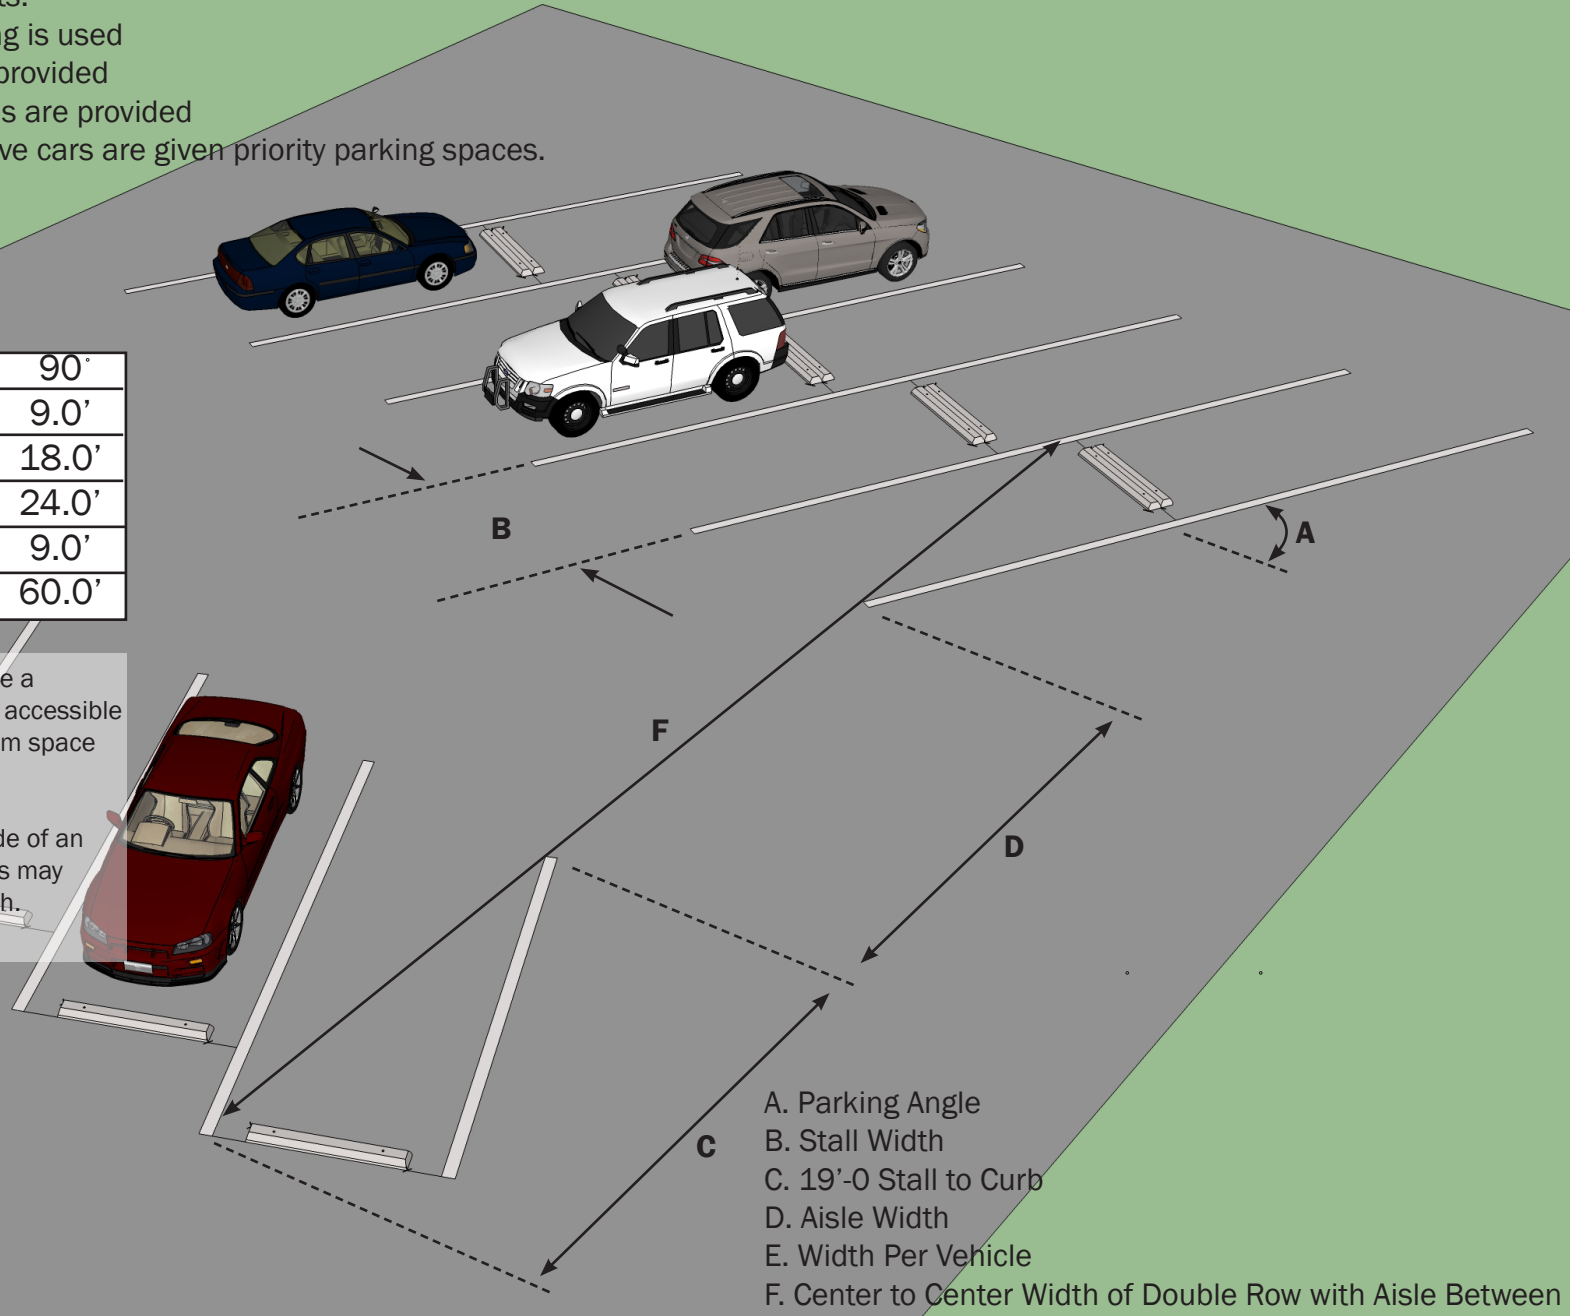 ts.
g is used
provided
s are provided
ve cars are given priority parking spaces.
90°
9.0’
18.0’
24.0’
9.0’
60.0’
B
A
e a
accessible
m space
F
de of an
s may
h.
D
C
A. Parking Angle
B. Stall Width
C. 19’-0 Stall to Curb
D. Aisle Width
E. Width Per Vehicle
F. Center to Center Width of Double Row with Aisle Between